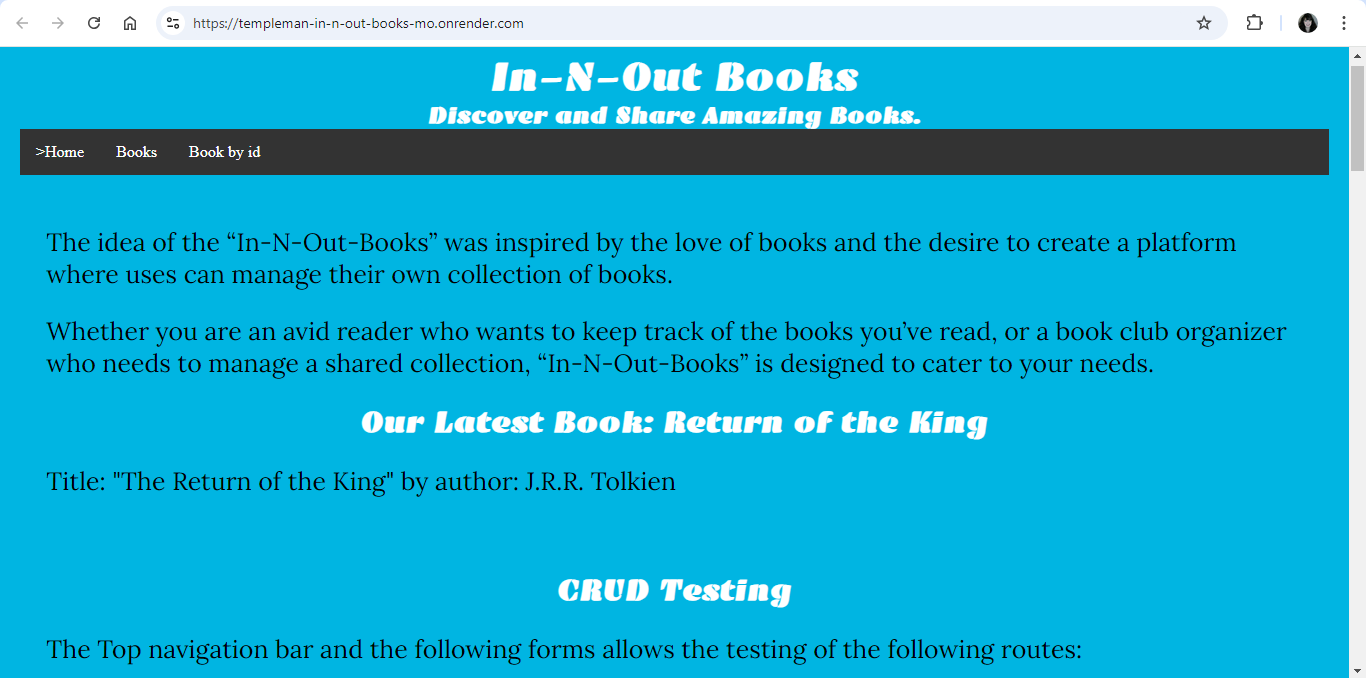 https://templeman-in-n-out-books-mo.onrender.com
In-N-Out Books
Discover and Share Amazing Books.
>Home Books Book by id
The idea of the “In-N-Out-Books” was inspired by the love of books and the desire to create a platform
where uses can manage their own collection of books.
Whether you are an avid reader who wants to keep track of the books you’ve read, or a book club organizer
who needs to manage a shared collection, “In-N-Out-Books” is designed to cater to your needs.
Our Latest Book: Return of the King
Title: "The Return of the King" by author: J.R.R. Tolkien
CRUD Testing
The Top navigation bar and the following forms allows the testing of the following routes: